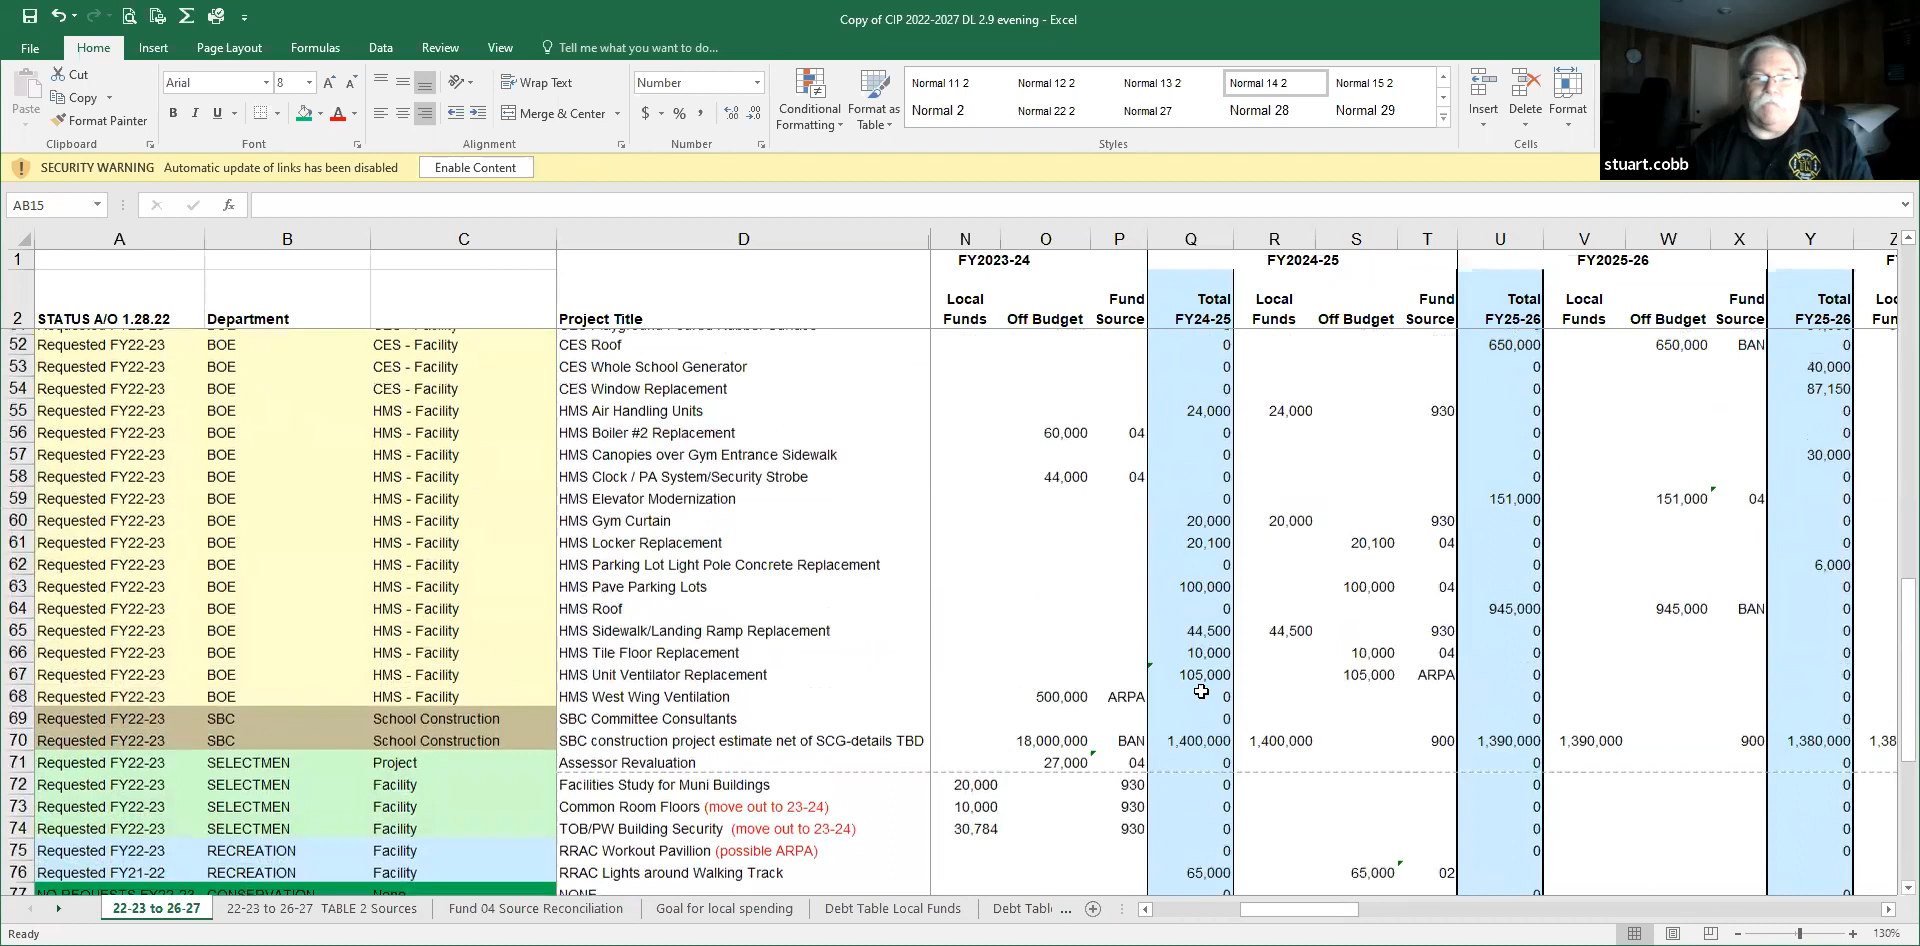 Copy of CIP 2022-2027 DL 2.9 evening - Excel
File Home Insert Page Layout Formulas Data Review View Tell me what you want to do...
Paste Cut Copy Format Painter Clipboard
Arial 8 B I U A A Font
Wrap Text Merge & Center Alignment
Number $ % , Number
Conditional Formatting Format as Table
Normal 11 2 Normal 12 2 Normal 13 2 Normal 14 2 Normal 15 2
Normal 2 Normal 22 2 Normal 27 Normal 28 Normal 29
Styles
Insert Delete Format Cells
stuart.cobb
SECURITY WARNING Automatic update of links has been disabled Enable Content
AB15 fx
A B C D N O P Q R S T U V W X Y Z
1 FY2023-24 FY2024-25 FY2025-26
Local Fund Total Local Fund Total Local Fund Total
2 STATUS A/O 1.28.22 Department Project Title Funds Off Budget Source FY24-25 Funds Off Budget Source FY25-26 Funds Off Budget Source FY25-26
52 Requested FY22-23 BOE CES - Facility CES Roof 0 650,000 650,000 BAN 0
53 Requested FY22-23 BOE CES - Facility CES Whole School Generator 0 0 40,000
54 Requested FY22-23 BOE CES - Facility CES Window Replacement 0 0 87,150
55 Requested FY22-23 BOE HMS - Facility HMS Air Handling Units 24,000 24,000 930 0 0
56 Requested FY22-23 BOE HMS - Facility HMS Boiler #2 Replacement 60,000 04 0 0 0
57 Requested FY22-23 BOE HMS - Facility HMS Canopies over Gym Entrance Sidewalk 0 0 30,000
58 Requested FY22-23 BOE HMS - Facility HMS Clock / PA System/Security Strobe 44,000 04 0 0 0
59 Requested FY22-23 BOE HMS - Facility HMS Elevator Modernization 0 151,000 151,000 04 0
60 Requested FY22-23 BOE HMS - Facility HMS Gym Curtain 20,000 20,000 930 0 0
61 Requested FY22-23 BOE HMS - Facility HMS Locker Replacement 20,100 20,100 04 0 0
62 Requested FY22-23 BOE HMS - Facility HMS Parking Lot Light Pole Concrete Replacement 0 0 6,000
63 Requested FY22-23 BOE HMS - Facility HMS Pave Parking Lots 100,000 100,000 04 0 0
64 Requested FY22-23 BOE HMS - Facility HMS Roof 0 945,000 945,000 BAN 0
65 Requested FY22-23 BOE HMS - Facility HMS Sidewalk/Landing Ramp Replacement 44,500 44,500 930 0 0
66 Requested FY22-23 BOE HMS - Facility HMS Tile Floor Replacement 10,000 10,000 04 0 0
67 Requested FY22-23 BOE HMS - Facility HMS Unit Ventilator Replacement 105,000 105,000 ARPA 0 0
68 Requested FY22-23 BOE HMS - Facility HMS West Wing Ventilation 500,000 ARPA 0 0 0
69 Requested FY22-23 SBC School Construction SBC Committee Consultants 0 0 0
70 Requested FY22-23 SBC School Construction SBC construction project estimate net of SCG-details TBD 18,000,000 BAN 1,400,000 1,400,000 900 1,390,000 1,390,000 900 1,380,000 1,38
71 Requested FY22-23 SELECTMEN Project Assessor Revaluation 27,000 04 0 0 0
72 Requested FY22-23 SELECTMEN Facility Facilities Study for Muni Buildings 20,000 930 0 0 0
73 Requested FY22-23 SELECTMEN Facility Common Room Floors (move out to 23-24) 10,000 930 0 0 0
74 Requested FY22-23 SELECTMEN Facility TOB/PW Building Security (move out to 23-24) 30,784 930 0 0 0
75 Requested FY22-23 RECREATION Facility RRAC Workout Pavillion (possible ARPA) 0 0 0
76 Requested FY21-22 RECREATION Facility RRAC Lights around Walking Track 65,000 65,000 02 0 0
77 NO REQUESTS FY22-23 CONSERVATION None NONE 0 0 0
22-23 to 26-27 22-23 to 26-27 TABLE 2 Sources Fund 04 Source Reconciliation Goal for local spending Debt Table Local Funds Debt Tabl ...
Ready 130%